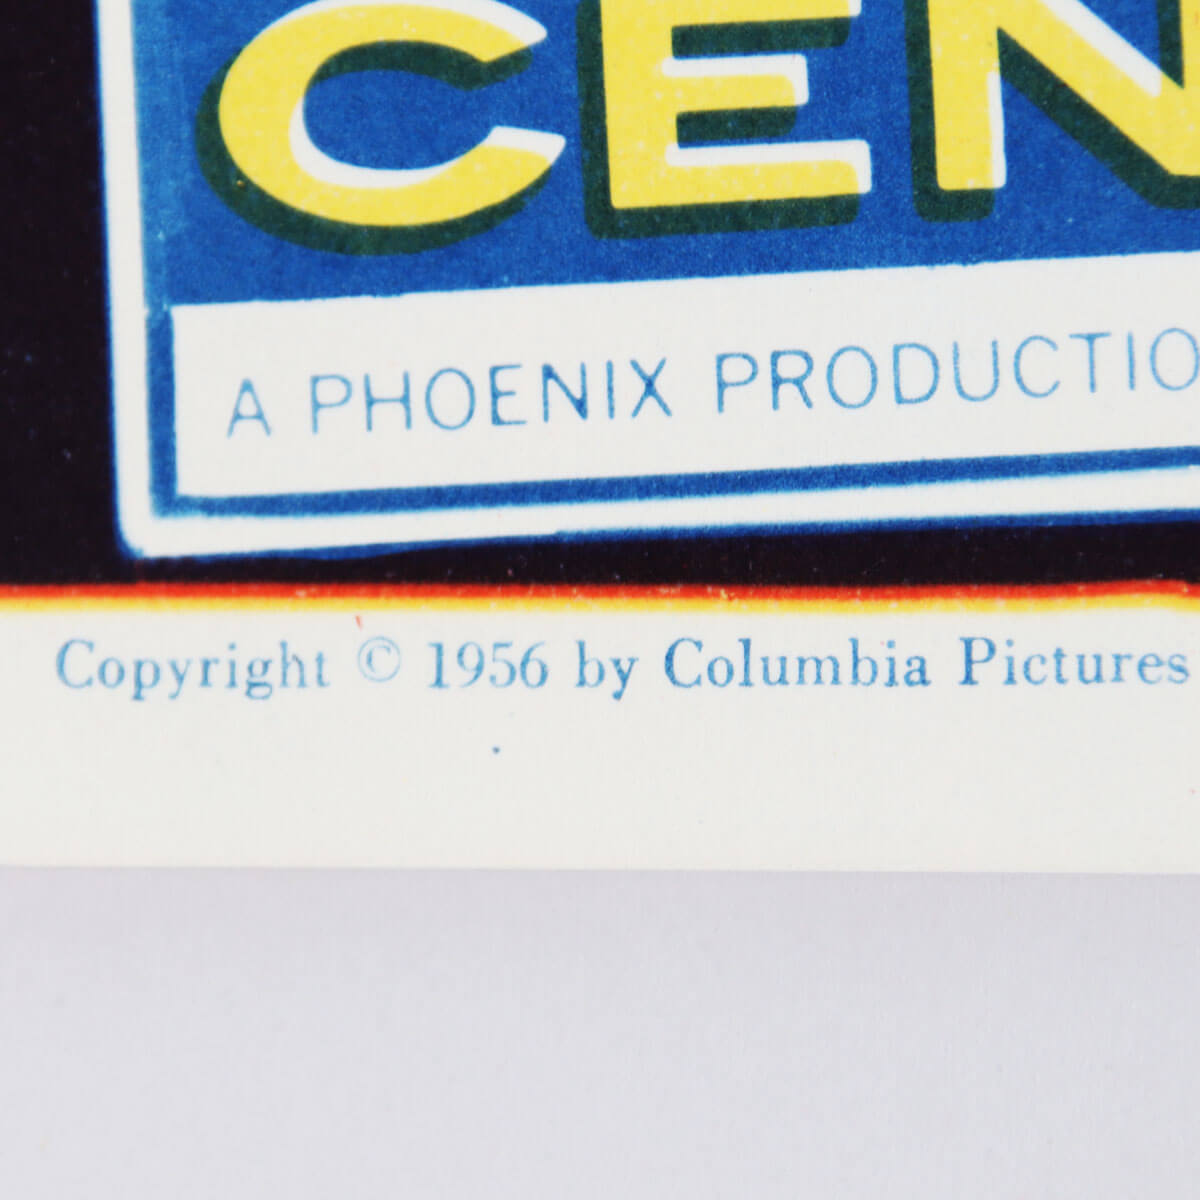 CEN
A PHOENIX PRODUCTIO
Copyright © 1956 by Columbia Pictures